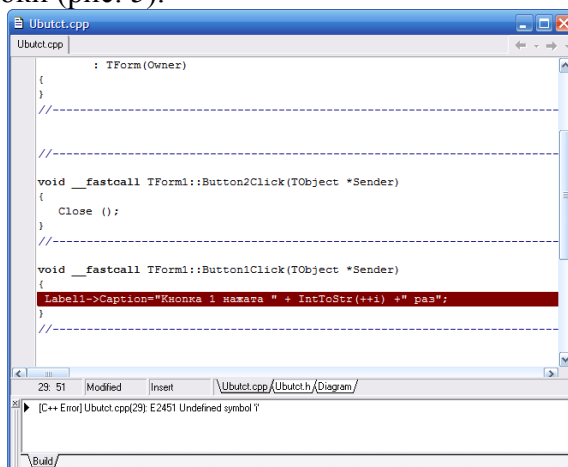 (рис. 3).
Ubutct.cpp
Ubutct.cpp
: TForm(Owner)
{
}
//----------------------------------------------------------------
//----------------------------------------------------------------
void __fastcall TForm1::Button2Click(TObject *Sender)
{
Close ();
}
//----------------------------------------------------------------
void __fastcall TForm1::Button1Click(TObject *Sender)
{
Label1->Caption="Кнопка 1 нажата " + IntToStr(++i) +" раз";
}
//----------------------------------------------------------------
29: 51 Modified Insert \Ubutct.cpp/Ubutct.h/Diagram/
[C++ Error] Ubutct.cpp(29): E2451 Undefined symbol 'i'
\Build/